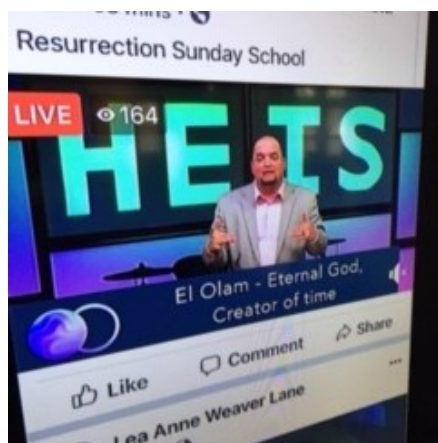 Resurrection Sunday School
LIVE 164
HE IS
El Olam - Eternal God,
Creator of time
Like Comment Share
Lea Anne Weaver Lane